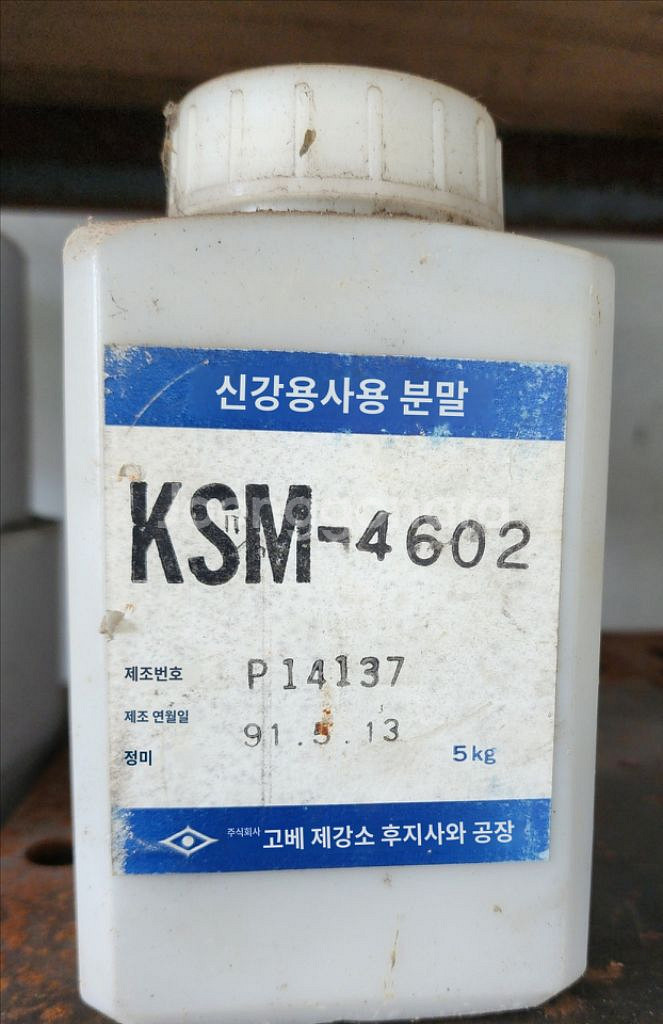 신강용사용 분말
KSM-4602
제조번호 P14137
제조 연월일 91.5.13
정미 5kg
주식회사 고베 제강소 후지사와 공장